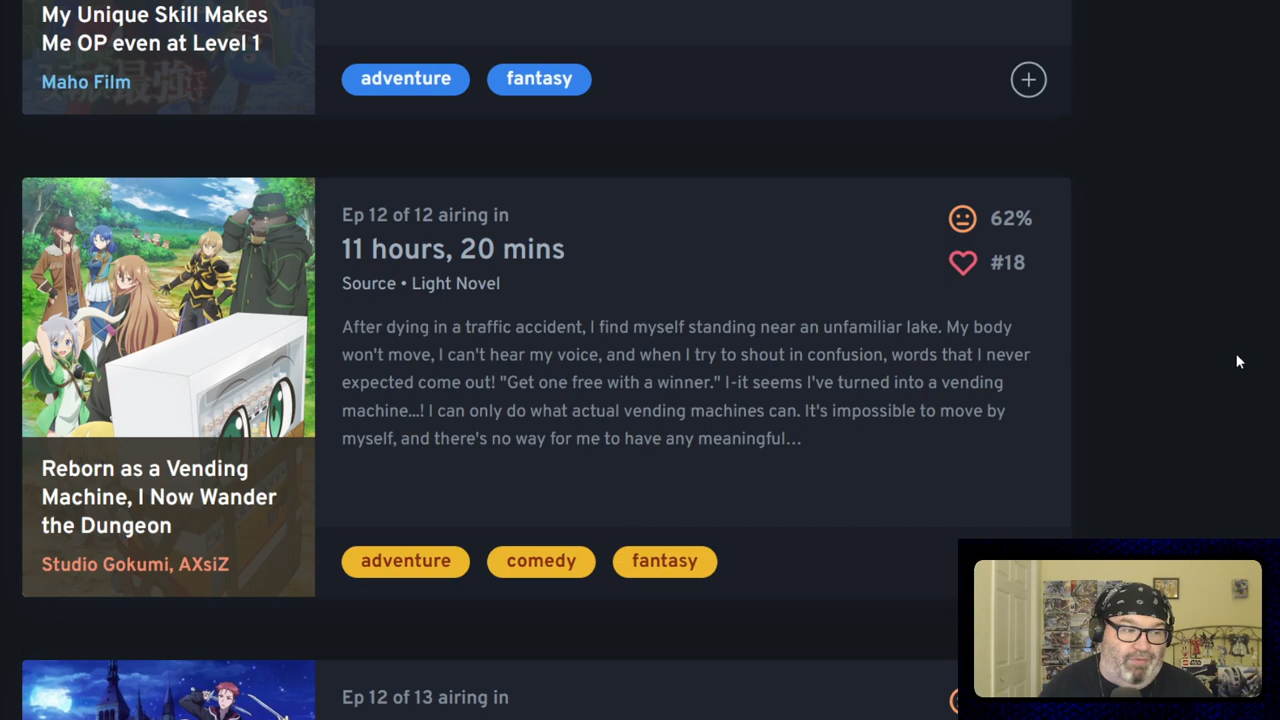 My Unique Skill Makes
Me OP even at Level 1
Maho Film
adventure
fantasy
Ep 12 of 12 airing in
11 hours, 20 mins
Source • Light Novel
62%
#18
After dying in a traffic accident, I find myself standing near an unfamiliar lake. My body
won't move, I can't hear my voice, and when I try to shout in confusion, words that I never
expected come out! "Get one free with a winner." I-it seems I've turned into a vending
machine...! I can only do what actual vending machines can. It's impossible to move by
myself, and there's no way for me to have any meaningful…
Reborn as a Vending
Machine, I Now Wander
the Dungeon
Studio Gokumi, AXsiZ
adventure
comedy
fantasy
Ep 12 of 13 airing in